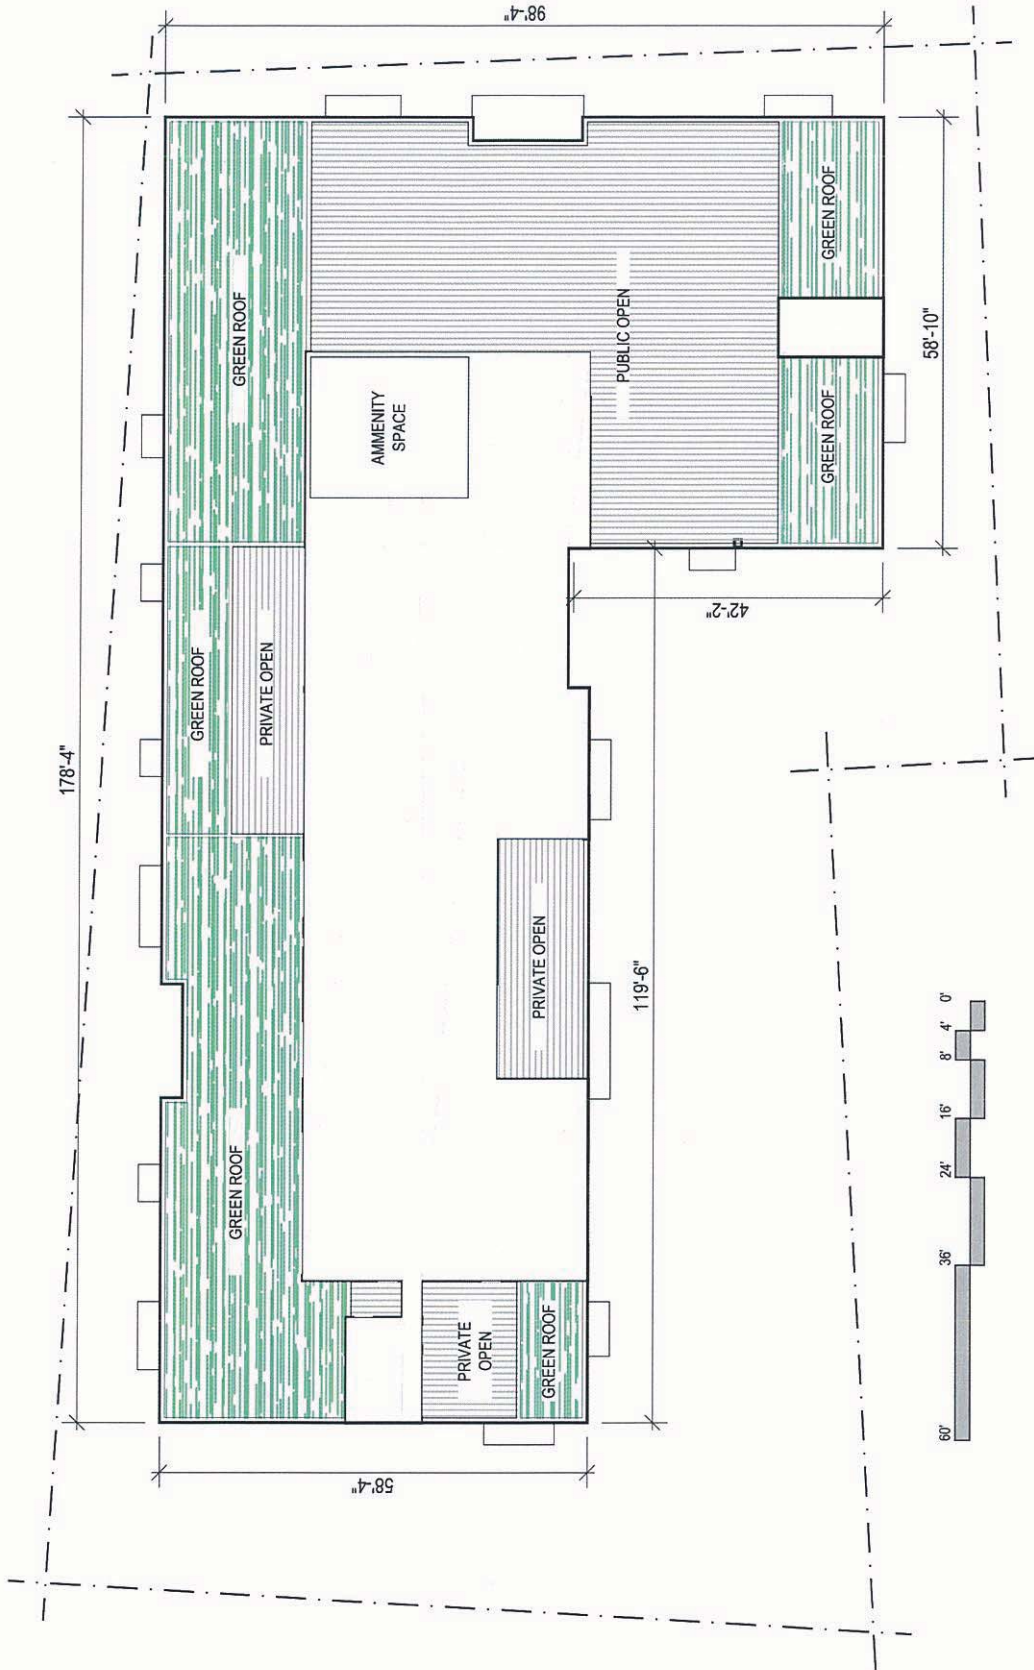 98'-4"
178'-4"
GREEN ROOF
GREEN ROOF
GREEN ROOF
AMMENITY
SPACE
PUBLIC OPEN
GREEN ROOF
GREEN ROOF
PRIVATE OPEN
58'-10"
42'-2"
PRIVATE OPEN
119'-6"
GREEN ROOF
PRIVATE
OPEN
GREEN ROOF
58'-4"
60'
36'
24'
16'
8'
4'
0'